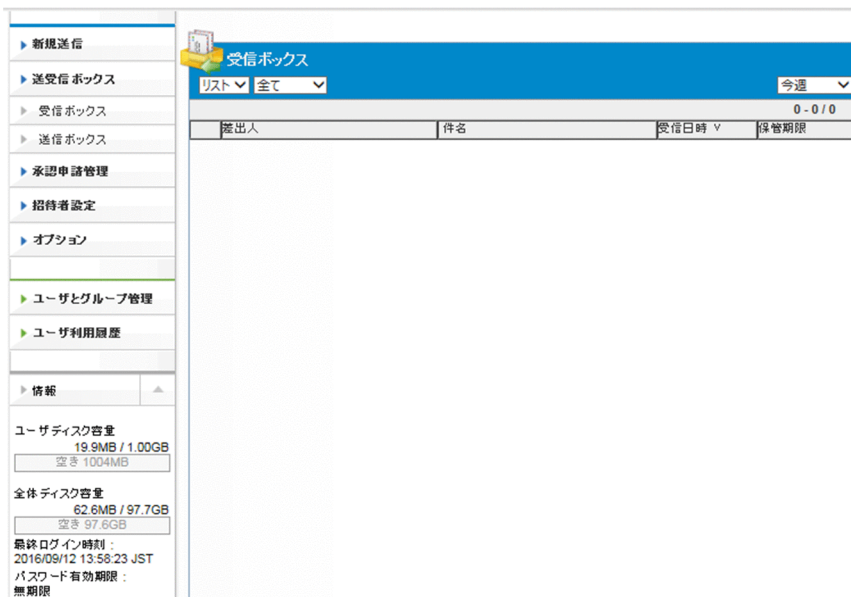 新規送信
送受信ボックス
受信ボックス
送信ボックス
承認申請管理
招待者設定
オプション
ユーザとグループ管理
ユーザ利用履歴
情報
ユーザディスク容量
19.9MB / 1.00GB
空き 1004MB
全体ディスク容量
62.6MB / 97.7GB
空き 97.6GB
最終ログイン時刻 :
2016/09/12 13:58:23 JST
パスワード有効期限 :
無期限
受信ボックス
リスト 全て 今週
0 - 0 / 0
差出人 件名 受信日時 保管期限